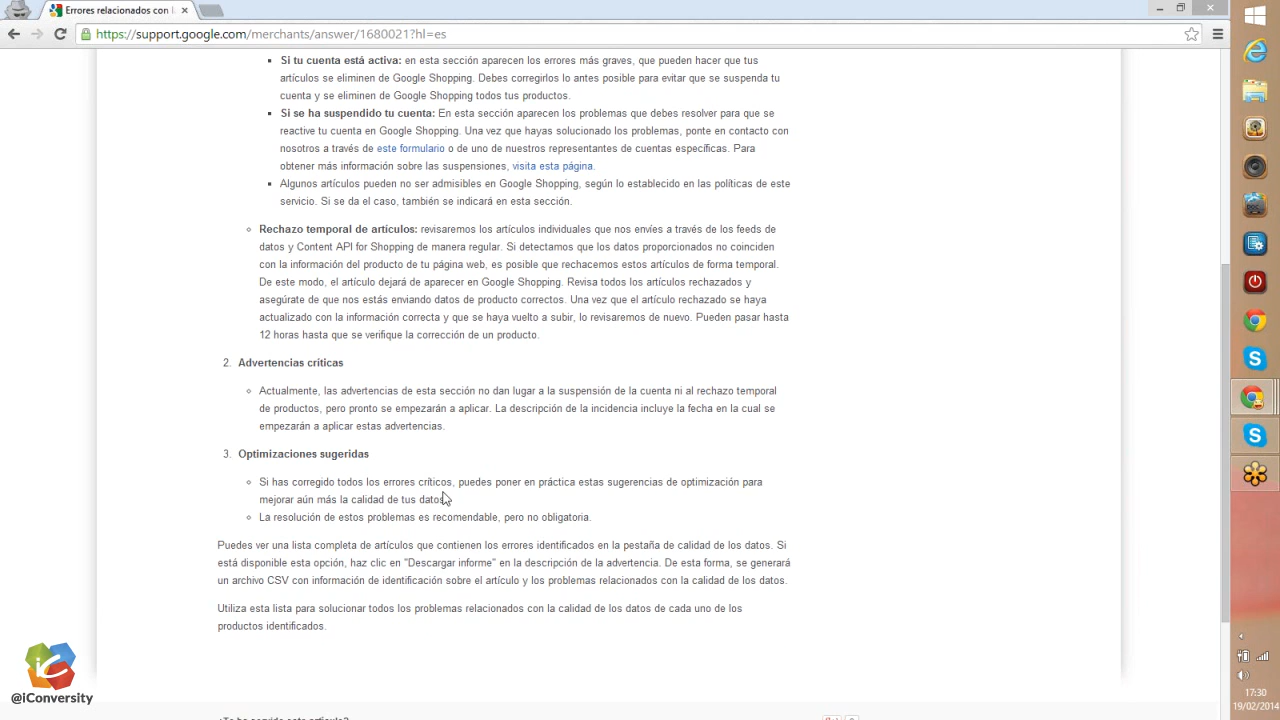 Errores relacionados con l
https://support.google.com/merchants/answer/1680021?hl=es
Si tu cuenta está activa: en esta sección aparecen los errores más graves, que pueden hacer que tus
artículos se eliminen de Google Shopping. Debes corregirlos lo antes posible para evitar que se suspenda tu
cuenta y se eliminen de Google Shopping todos tus productos.
Si se ha suspendido tu cuenta: En esta sección aparecen los problemas que debes resolver para que se
reactive tu cuenta en Google Shopping. Una vez que hayas solucionado los problemas, ponte en contacto con
nosotros a través de este formulario o de uno de nuestros representantes de cuentas específicas. Para
obtener más información sobre las suspensiones, visita esta página.
Algunos artículos pueden no ser admisibles en Google Shopping, según lo establecido en las políticas de este
servicio. Si se da el caso, también se indicará en esta sección.
Rechazo temporal de artículos: revisaremos los artículos individuales que nos envíes a través de los feeds de
datos y Content API for Shopping de manera regular. Si detectamos que los datos proporcionados no coinciden
con la información del producto de tu página web, es posible que rechacemos estos artículos de forma temporal.
De este modo, el artículo dejará de aparecer en Google Shopping. Revisa todos los artículos rechazados y
asegúrate de que nos estás enviando datos de producto correctos. Una vez que el artículo rechazado se haya
actualizado con la información correcta y que se haya vuelto a subir, lo revisaremos de nuevo. Pueden pasar hasta
12 horas hasta que se verifique la corrección de un producto.
2. Advertencias críticas
Actualmente, las advertencias de esta sección no dan lugar a la suspensión de la cuenta ni al rechazo temporal
de productos, pero pronto se empezarán a aplicar. La descripción de la incidencia incluye la fecha en la cual se
empezarán a aplicar estas advertencias.
3. Optimizaciones sugeridas
Si has corregido todos los errores críticos, puedes poner en práctica estas sugerencias de optimización para
mejorar aún más la calidad de tus datos.
La resolución de estos problemas es recomendable, pero no obligatoria.
Puedes ver una lista completa de artículos que contienen los errores identificados en la pestaña de calidad de los datos. Si
está disponible esta opción, haz clic en "Descargar informe" en la descripción de la advertencia. De esta forma, se generará
un archivo CSV con información de identificación sobre el artículo y los problemas relacionados con la calidad de los datos.
Utiliza esta lista para solucionar todos los problemas relacionados con la calidad de los datos de cada uno de los
productos identificados.
@iConversity
17:30
19/02/2014